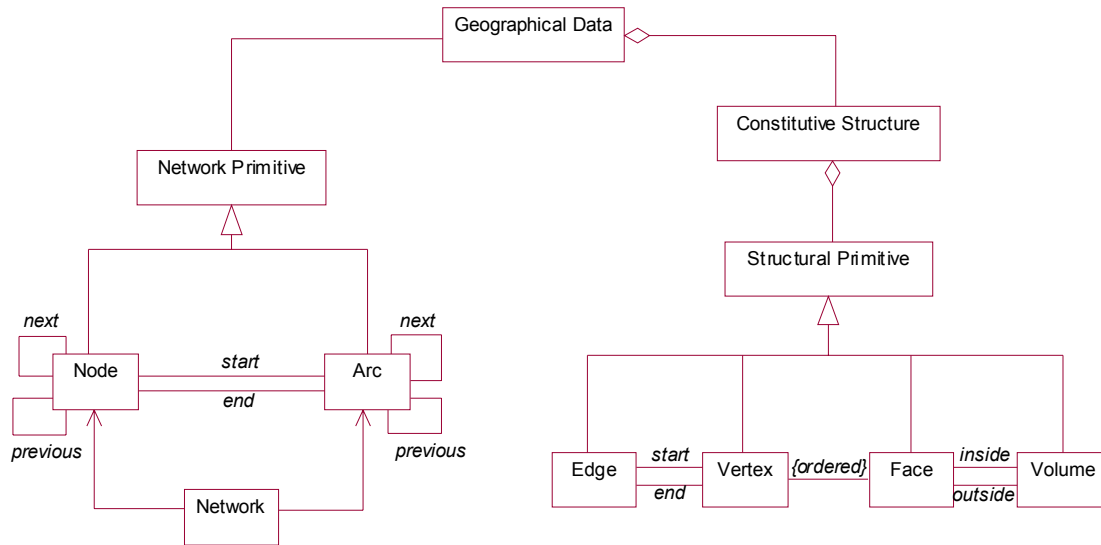 Geographical Data
Constitutive Structure
Network Primitive
Structural Primitive
next
next
Node
start
Arc
end
previous
previous
Network
Edge
start
end
Vertex
{ordered}
Face
inside
outside
Volume